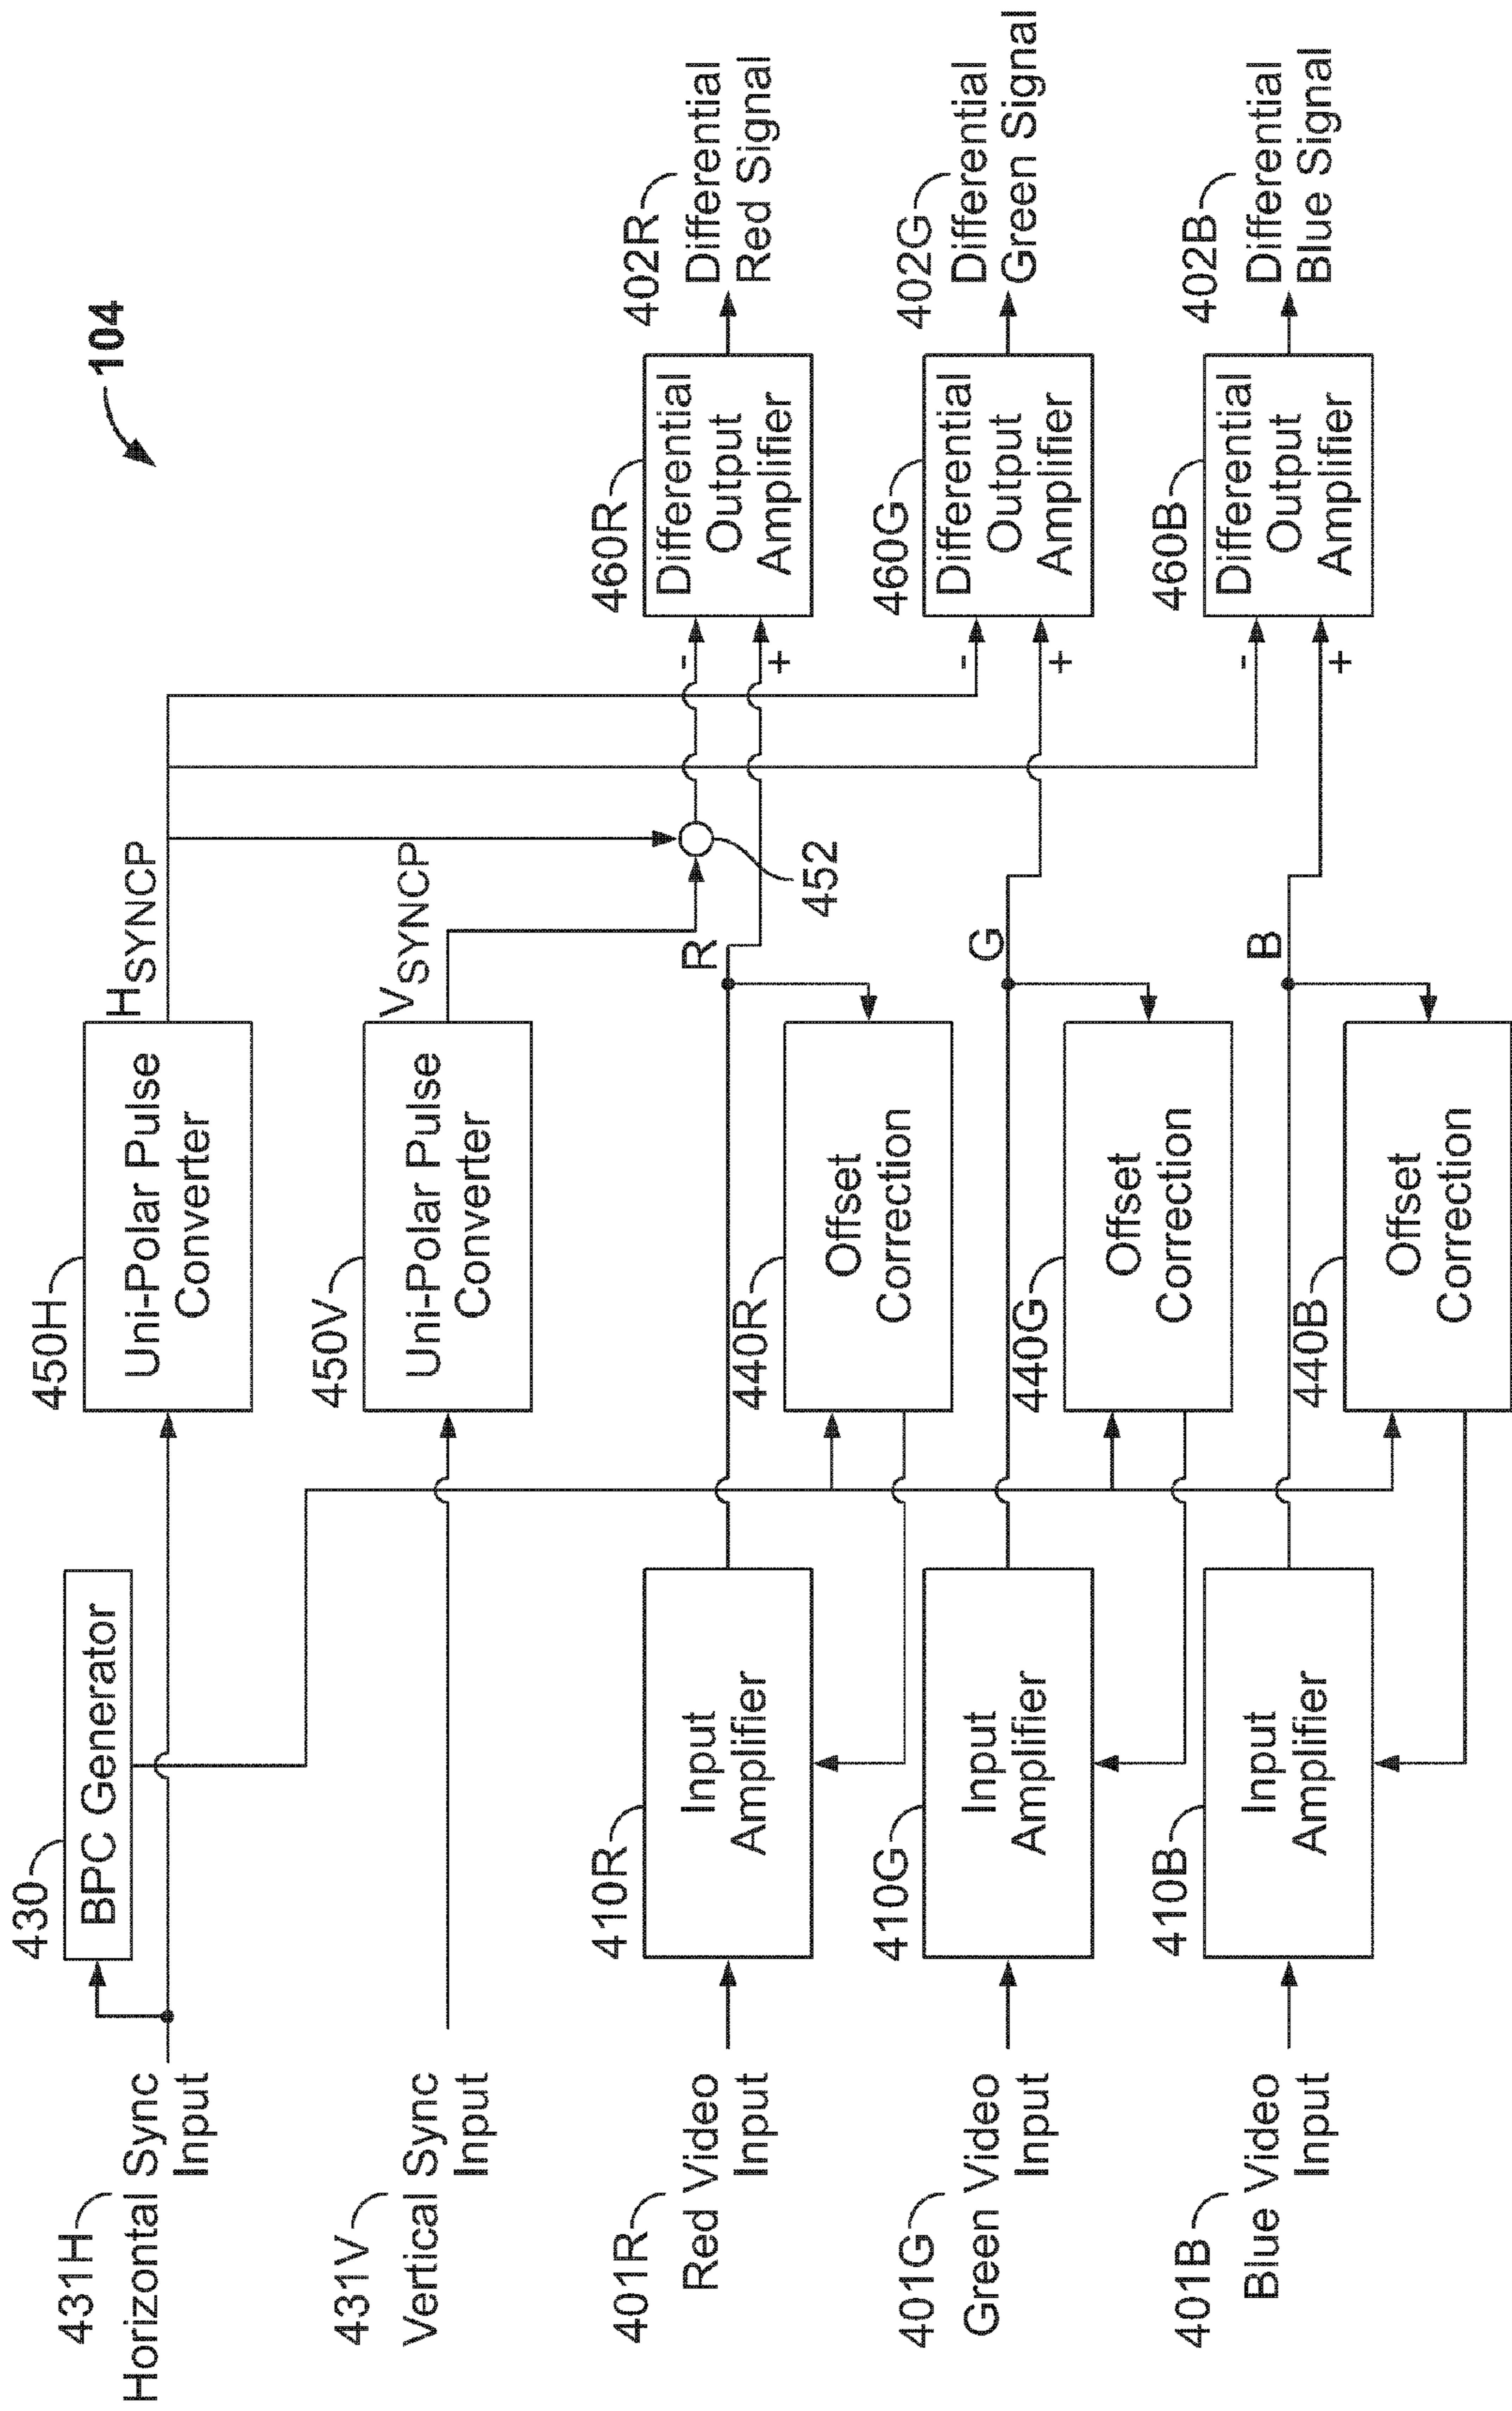 104
431H
Horizontal Sync
Input
430
BPC Generator
450H
Uni-Polar Pulse
Converter
HSYNCP
431V
Vertical Sync
Input
450V
Uni-Polar Pulse
Converter
VSYNCP
452
401R
Red Video
Input
410R
Input
Amplifier
R
440R
Offset
Correction
-
+
460R
Differential
Output
Amplifier
402R
Differential
Red Signal
401G
Green Video
Input
410G
Input
Amplifier
G
440G
Offset
Correction
-
+
460G
Differential
Output
Amplifier
402G
Differential
Green Signal
401B
Blue Video
Input
410B
Input
Amplifier
B
440B
Offset
Correction
-
+
460B
Differential
Output
Amplifier
402B
Differential
Blue Signal